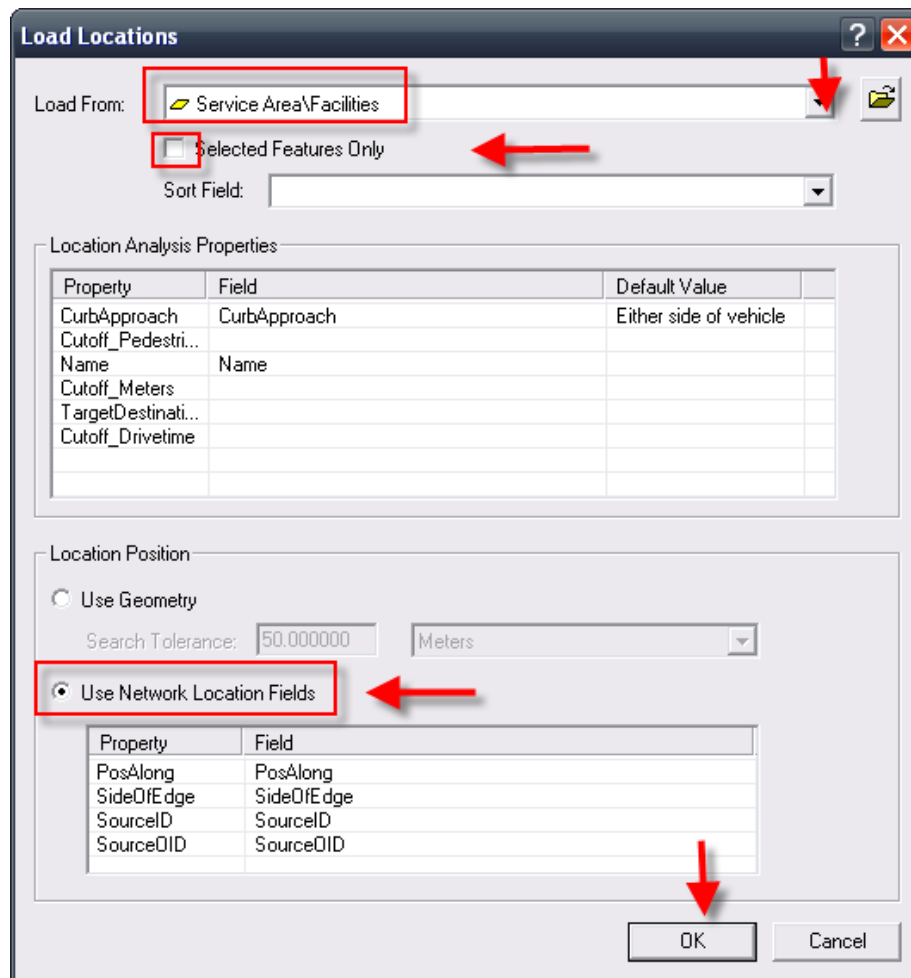 Load Locations
Load From: Service Area\Facilities
Selected Features Only
Sort Field:
Location Analysis Properties
Property Field Default Value
CurbApproach CurbApproach Either side of vehicle
Cutoff_Pedestri...
Name Name
Cutoff_Meters
TargetDestinati...
Cutoff_Drivetime
Location Position
Use Geometry
Search Tolerance: 50.000000 Meters
Use Network Location Fields
Property Field
PosAlong PosAlong
SideOfEdge SideOfEdge
SourceID SourceID
SourceOID SourceOID
OK Cancel